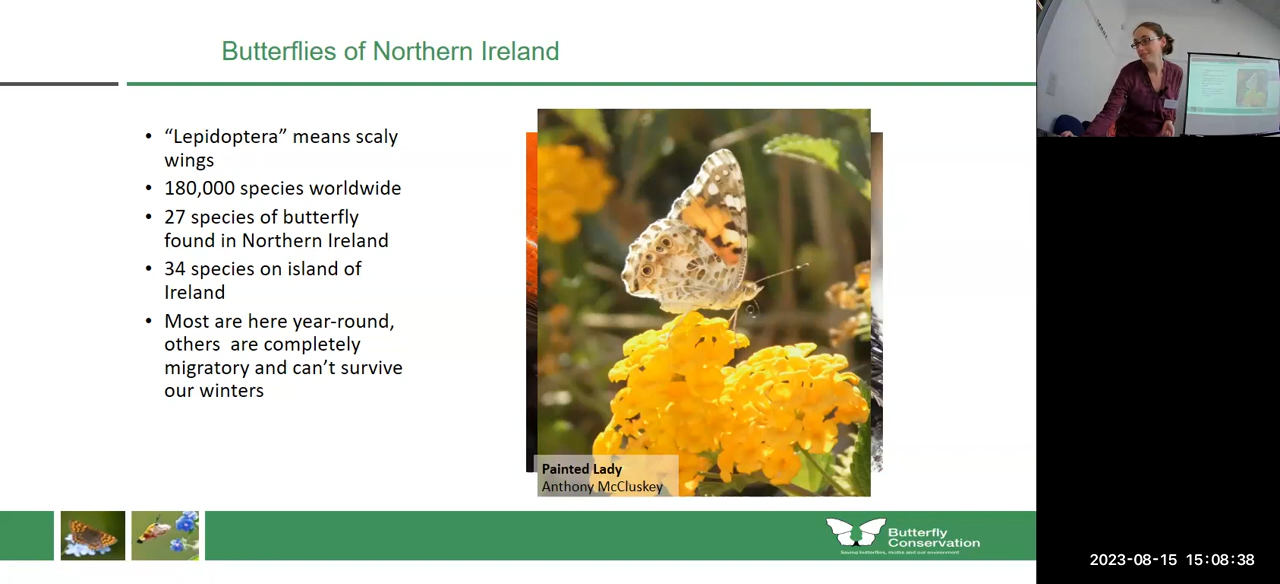 Butterflies of Northern Ireland
• “Lepidoptera” means scaly
wings
• 180,000 species worldwide
• 27 species of butterfly
found in Northern Ireland
• 34 species on island of
Ireland
• Most are here year-round,
others  are completely
migratory and can’t survive
our winters
Painted Lady
Anthony McCluskey
Butterfly
Conservation
Saving butterflies, moths and our environment
2023-08-15 15:08:38